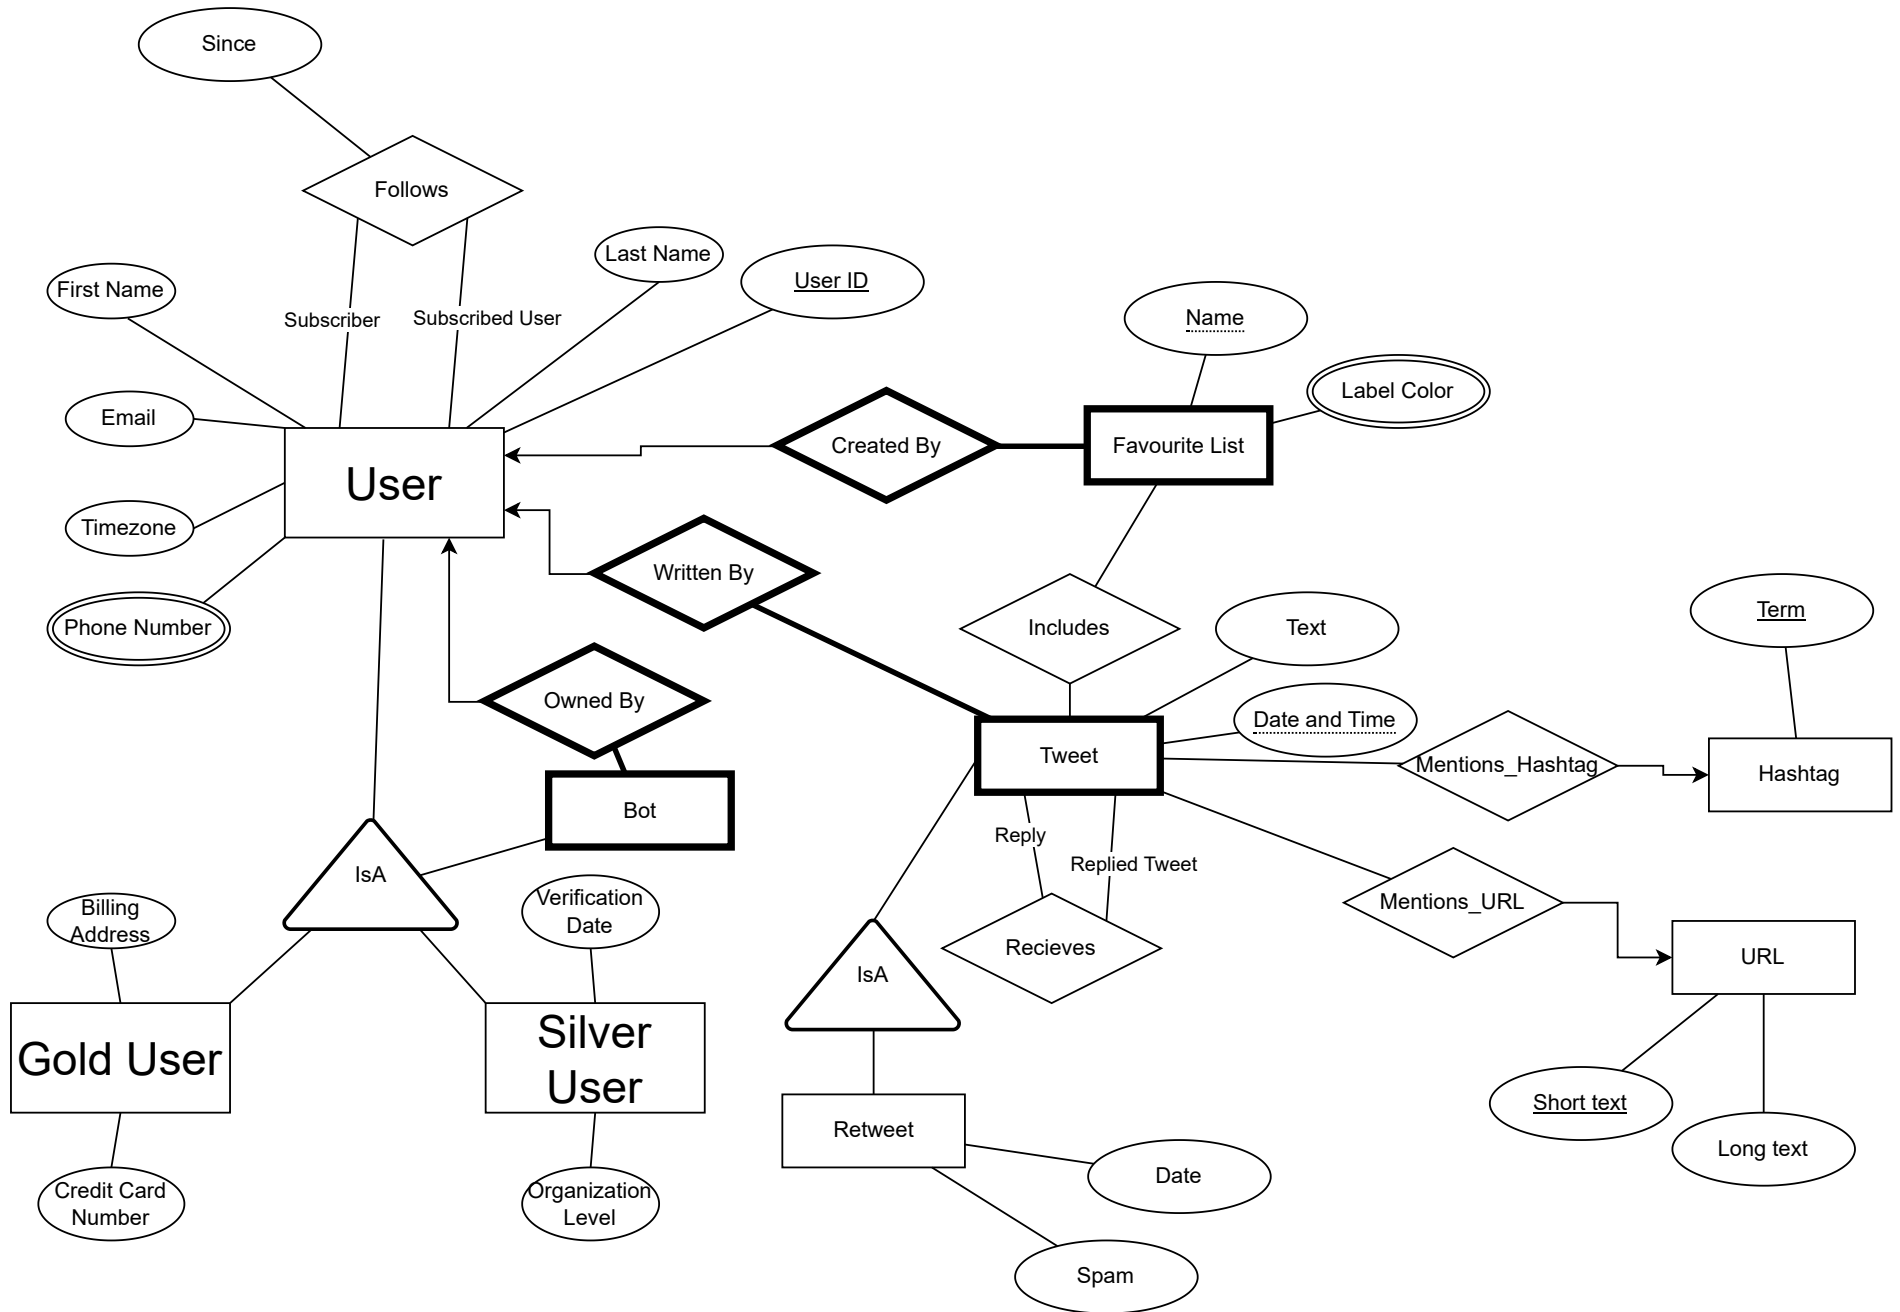 Since
Follows
Last Name
User ID
First Name
Name
Subscriber
Subscribed User
Label Color
Email
Created By
Favourite List
User
Timezone
Written By
Term
Phone Number
Includes
Text
Owned By
Date and Time
Tweet
Mentions_Hashtag
Hashtag
Bot
Reply
Replied Tweet
IsA
Mentions_URL
Billing
Address
Verification
Date
Recieves
URL
IsA
Gold User
Silver
User
Short text
Retweet
Long text
Date
Credit Card
Number
Organization
Level
Spam